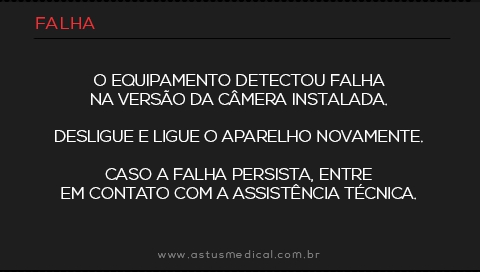 FALHA
O EQUIPAMENTO DETECTOU FALHA
NA VERSÃO DA CÂMERA INSTALADA.
DESLIGUE E LIGUE O APARELHO NOVAMENTE.
CASO A FALHA PERSISTA, ENTRE
EM CONTATO COM A ASSISTÊNCIA TÉCNICA.
www.astusmedical.com.br